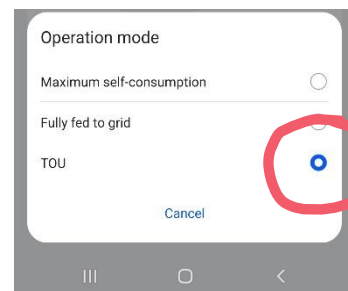 Operation mode
Maximum self-consumption
Fully fed to grid
TOU
Cancel